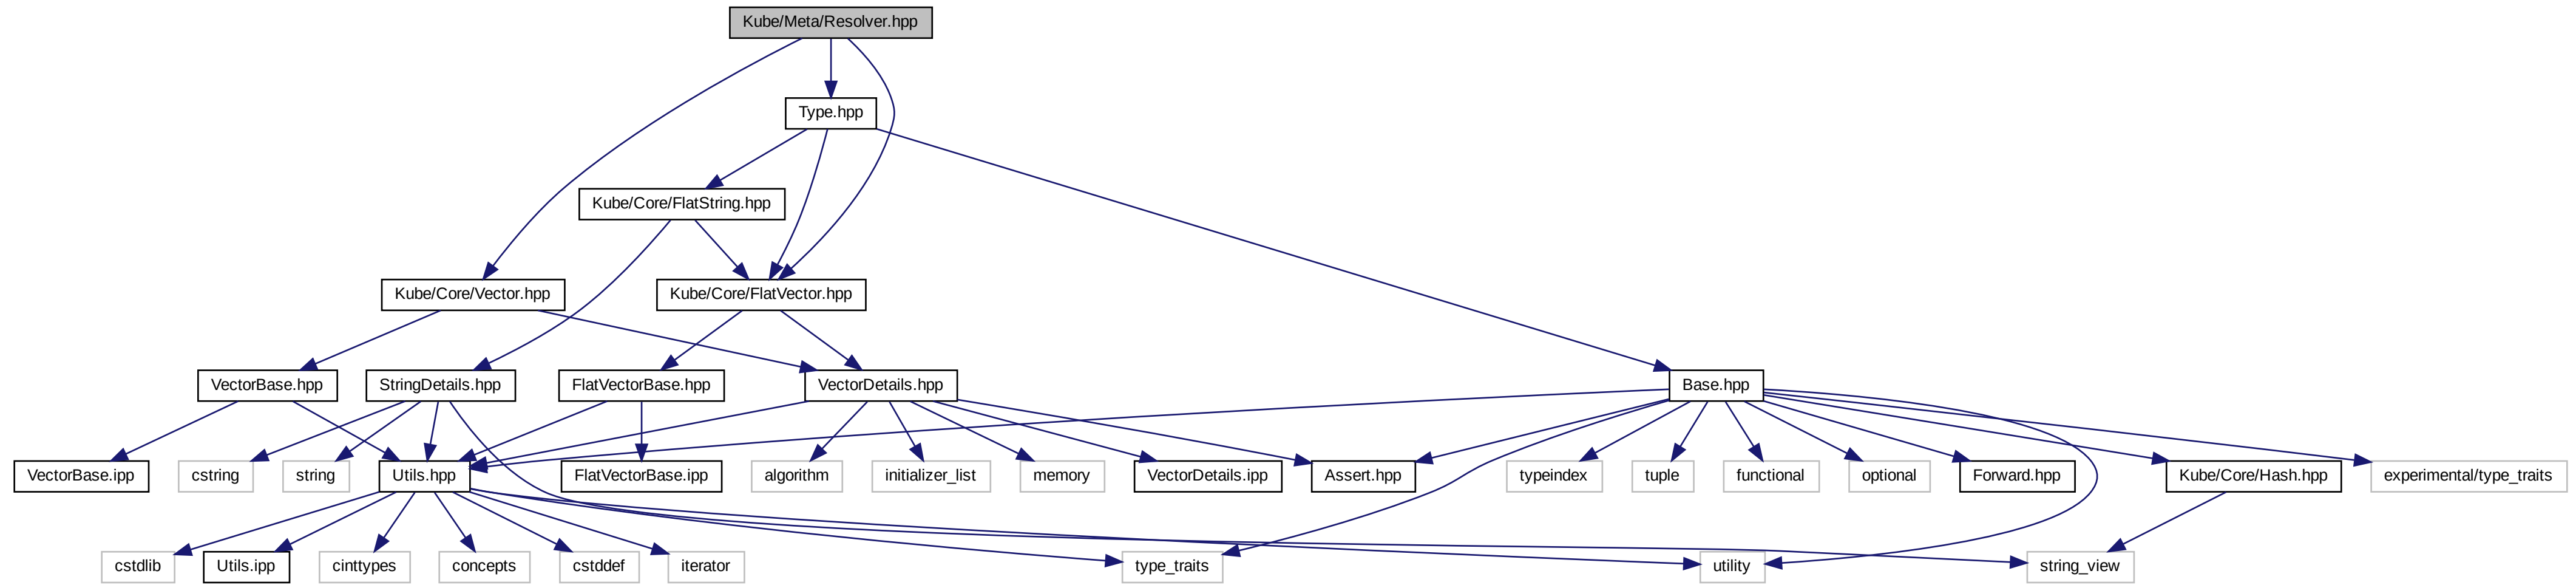 Kube/Meta/Resolver.hpp
Type.hpp
Kube/Core/FlatString.hpp
Kube/Core/Vector.hpp
Kube/Core/FlatVector.hpp
VectorBase.hpp
StringDetails.hpp
FlatVectorBase.hpp
VectorDetails.hpp
Base.hpp
VectorBase.ipp
cstring
string
Utils.hpp
FlatVectorBase.ipp
algorithm
initializer_list
memory
VectorDetails.ipp
Assert.hpp
typeindex
tuple
functional
optional
Forward.hpp
Kube/Core/Hash.hpp
experimental/type_traits
cstdlib
Utils.ipp
cinttypes
concepts
cstddef
iterator
type_traits
utility
string_view